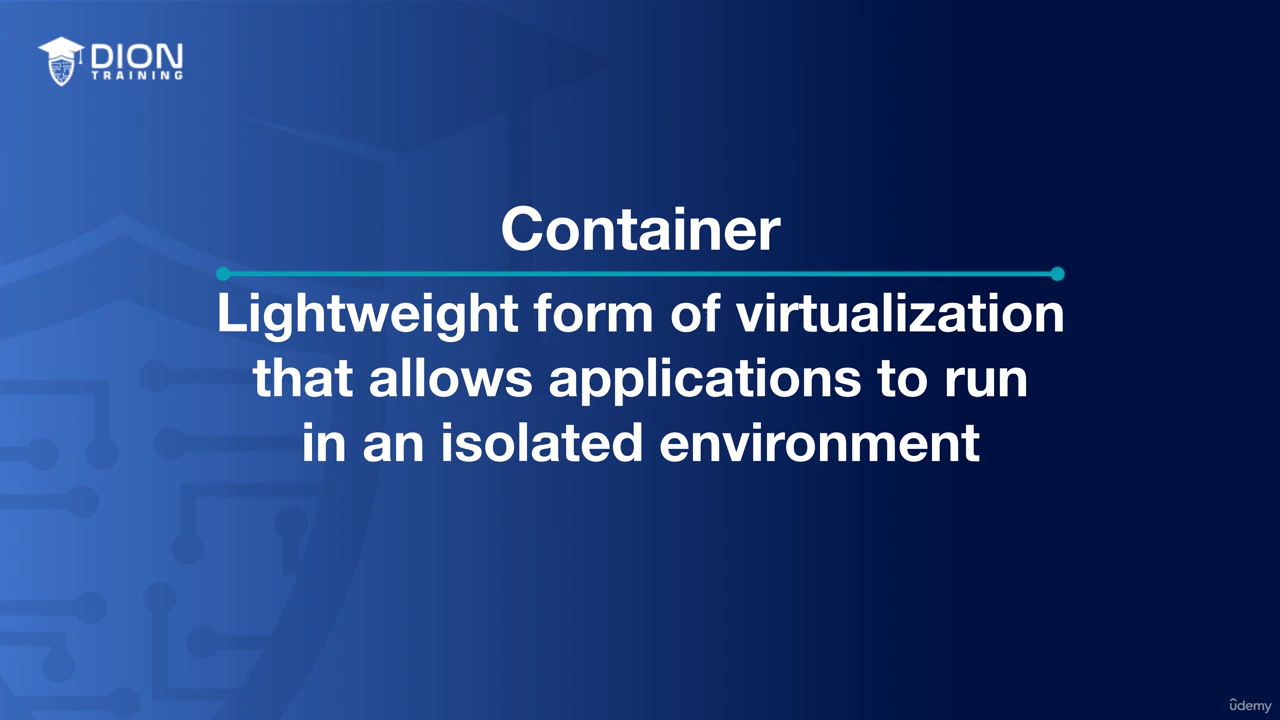 DION
TRAINING
Container
Lightweight form of virtualization
that allows applications to run
in an isolated environment
ûdemy